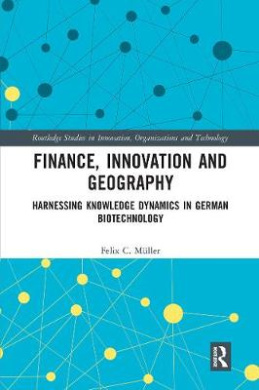 Routledge Studies in Innovation, Organizations and Technology
FINANCE, INNOVATION AND GEOGRAPHY
HARNESSING KNOWLEDGE DYNAMICS IN GERMAN
BIOTECHNOLOGY
Felix C. Müller
R
ROUTLEDGE